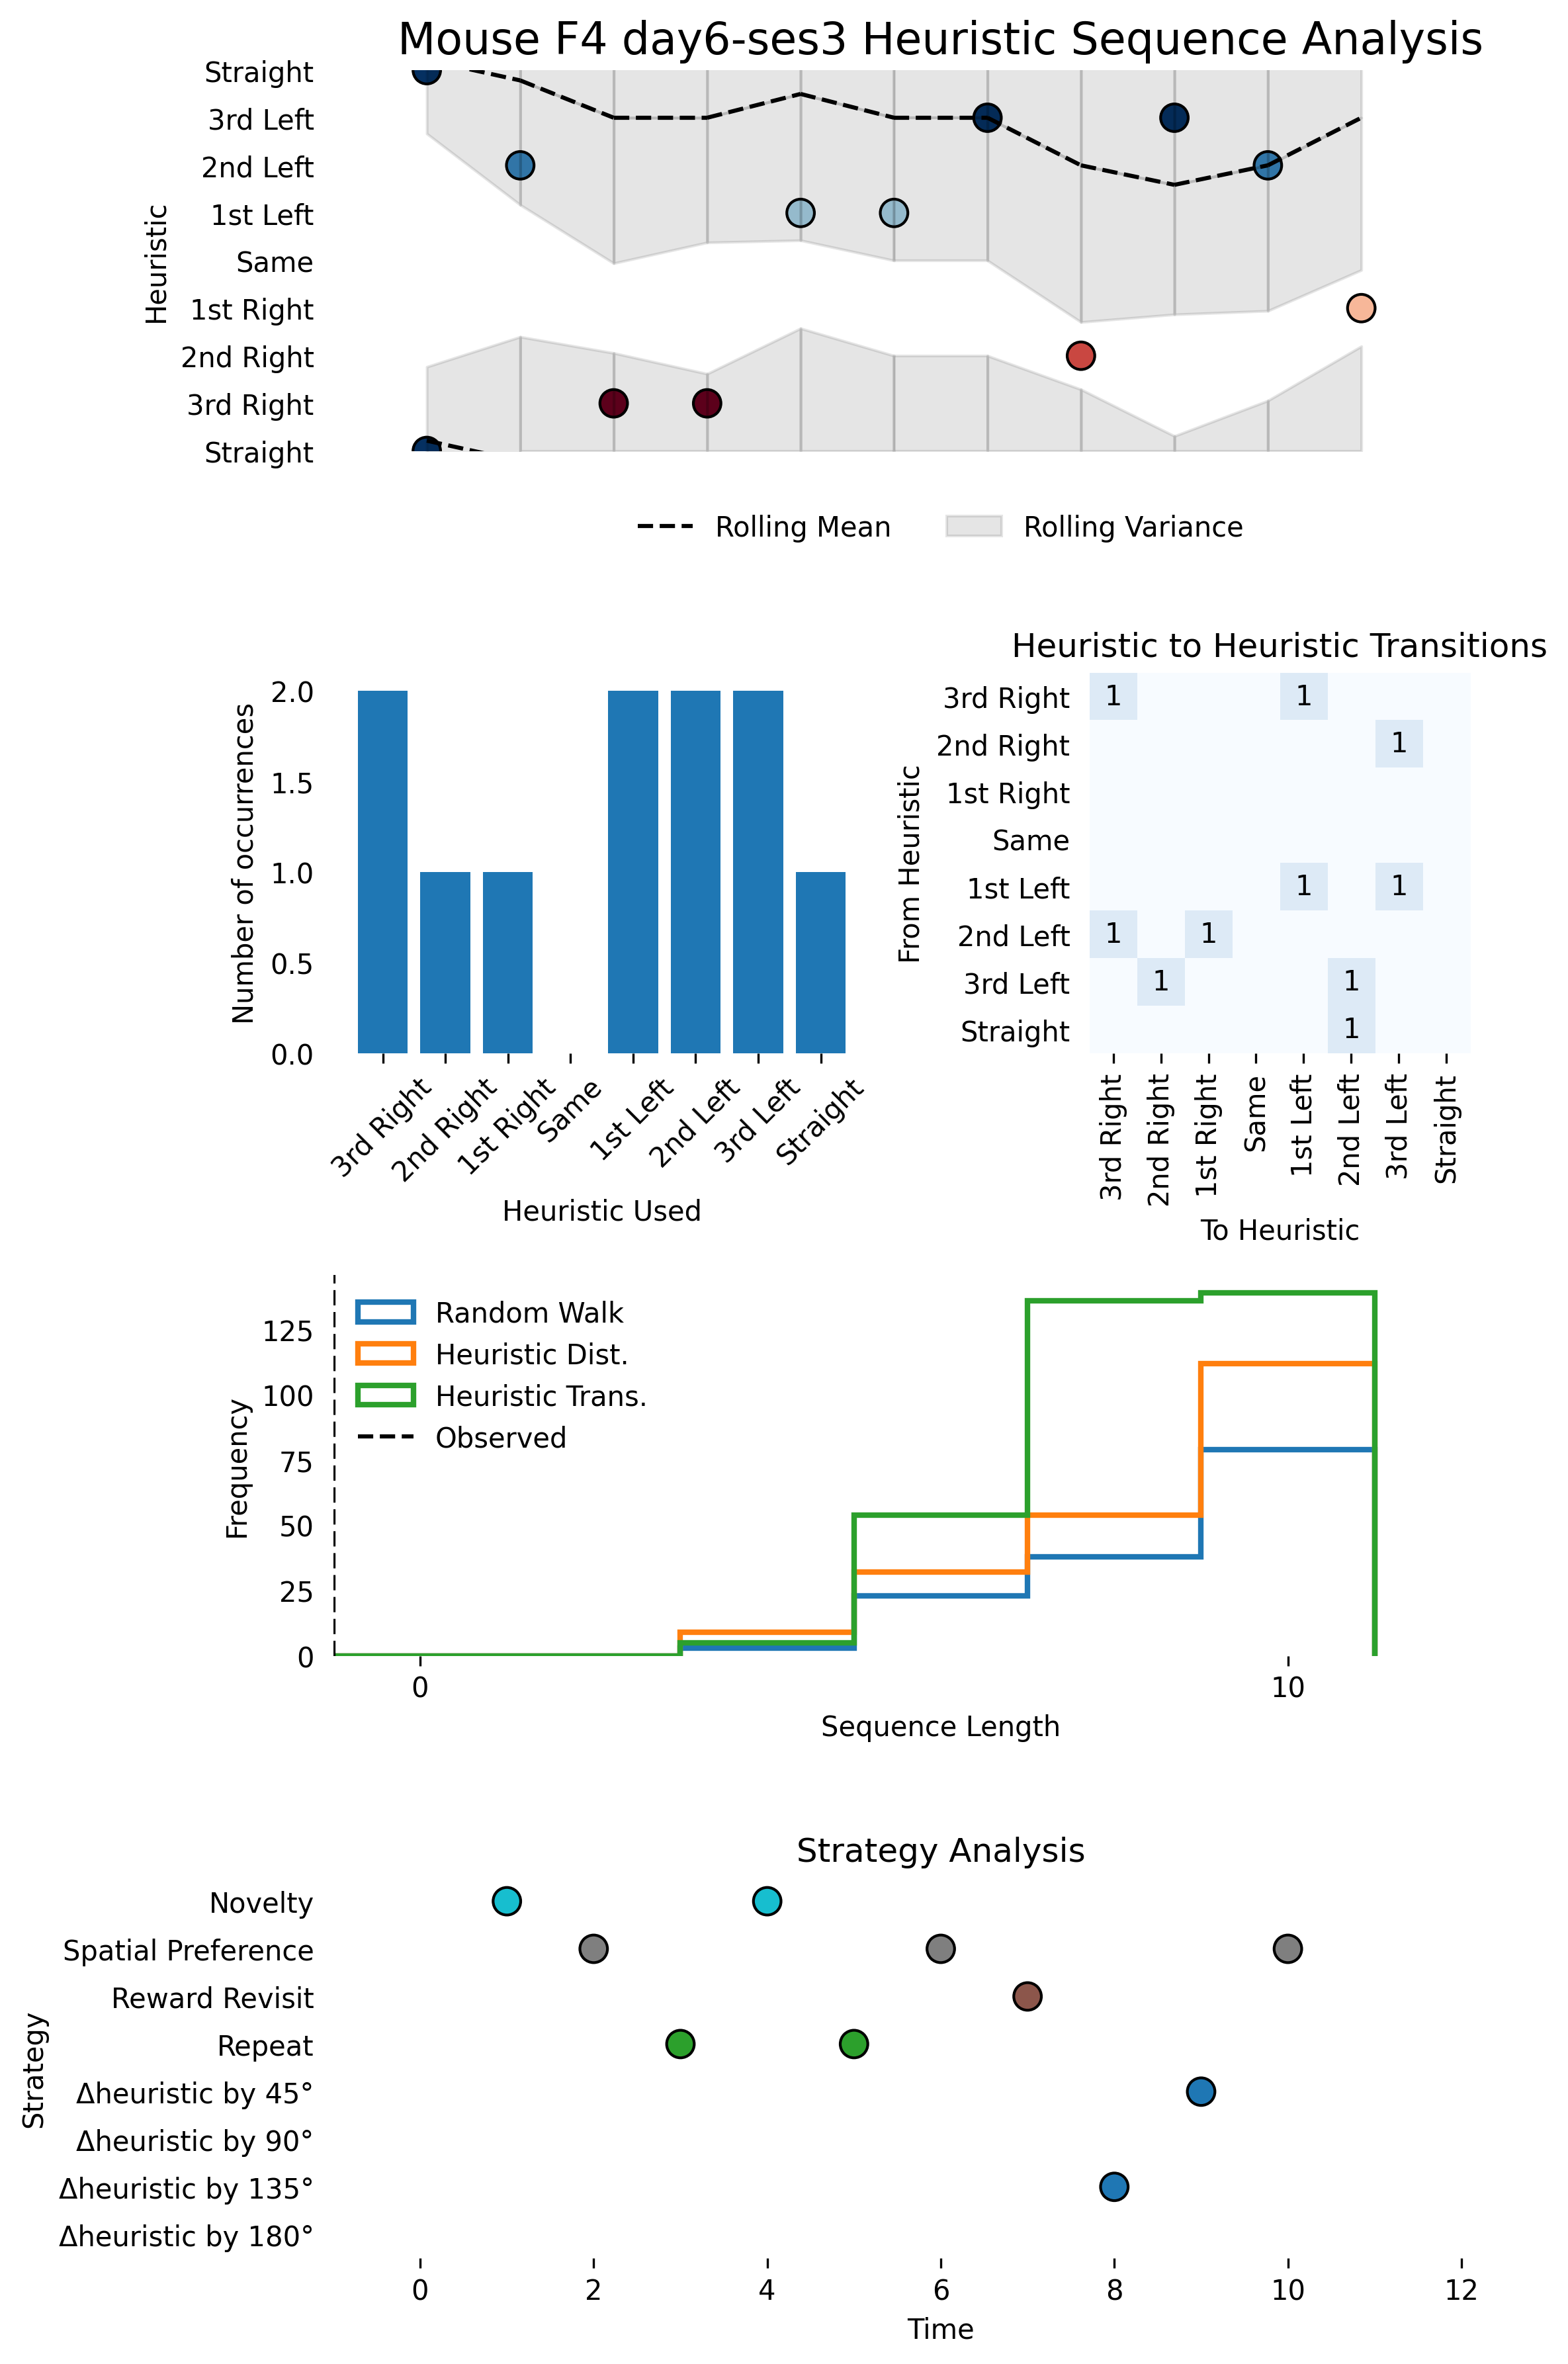 Mouse F4 day6-ses3 Heuristic Sequence Analysis
Heuristic
Straight
3rd Left
2nd Left
1st Left
Same
1st Right
2nd Right
3rd Right
Straight
Rolling Mean
Rolling Variance
Number of occurrences
2.0
1.5
1.0
0.5
0.0
3rd Right
2nd Right
1st Right
Same
1st Left
2nd Left
3rd Left
Straight
Heuristic Used
Heuristic to Heuristic Transitions
From Heuristic
3rd Right
2nd Right
1st Right
Same
1st Left
2nd Left
3rd Left
Straight
1 1
1
1 1
1 1
1 1
1
3rd Right
2nd Right
1st Right
Same
1st Left
2nd Left
3rd Left
Straight
To Heuristic
Frequency
125
100
75
50
25
0
Random Walk
Heuristic Dist.
Heuristic Trans.
Observed
0 10
Sequence Length
Strategy Analysis
Strategy
Novelty
Spatial Preference
Reward Revisit
Repeat
Δheuristic by 45°
Δheuristic by 90°
Δheuristic by 135°
Δheuristic by 180°
0 2 4 6 8 10 12
Time